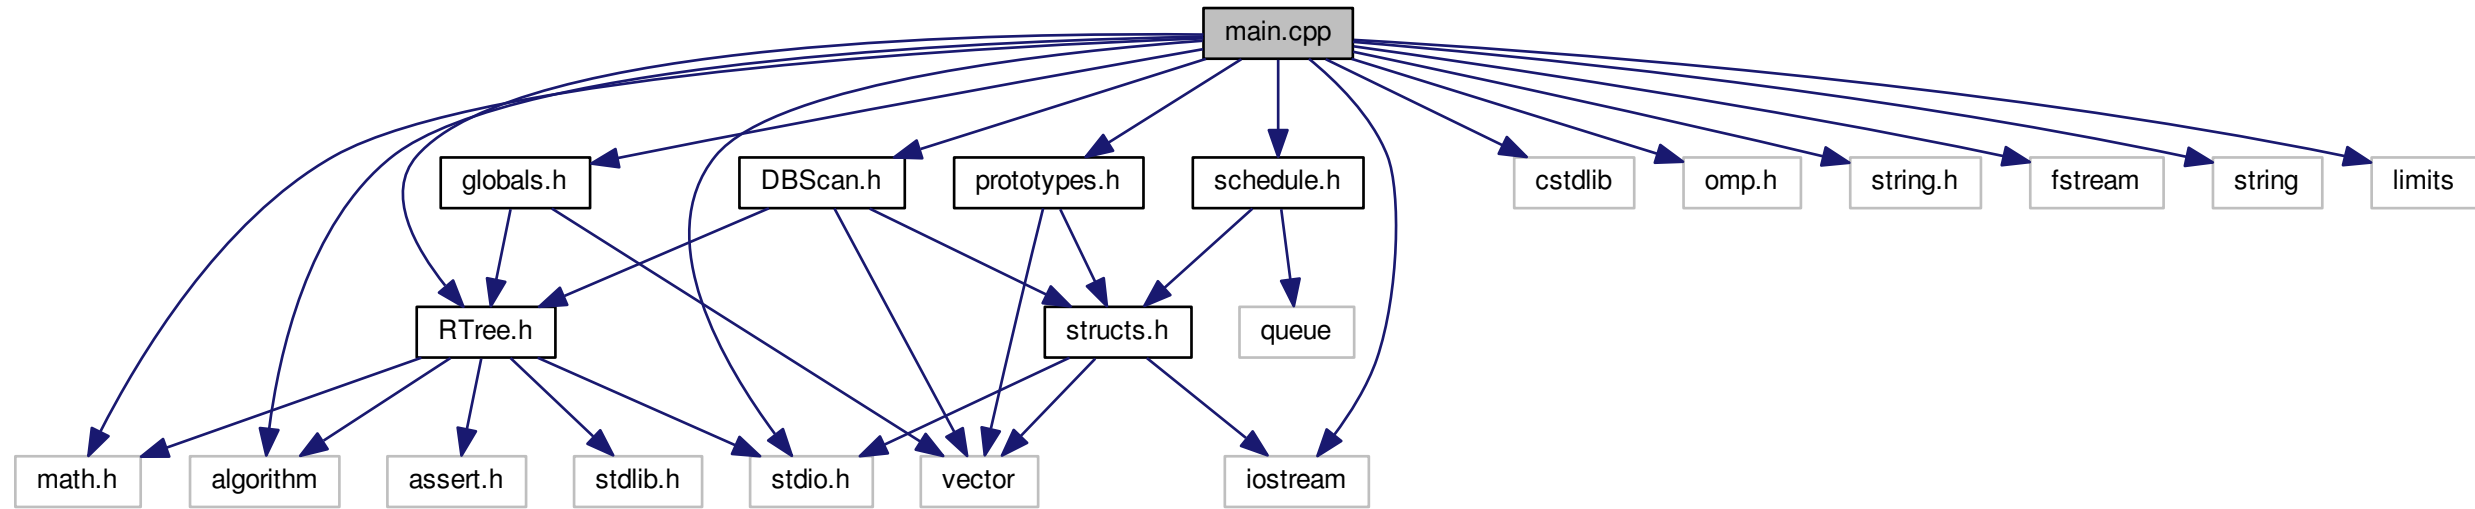 main.cpp
globals.h
DBScan.h
prototypes.h
schedule.h
cstdlib
omp.h
string.h
fstream
string
limits
RTree.h
structs.h
queue
math.h
algorithm
assert.h
stdlib.h
stdio.h
vector
iostream